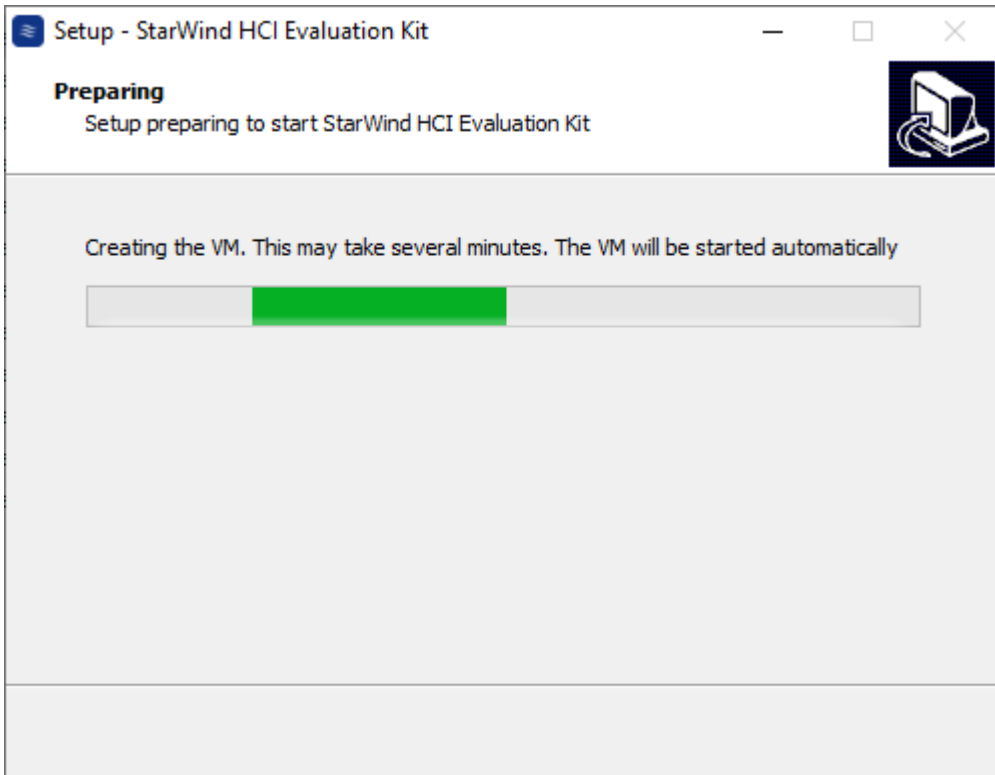 Setup - StarWind HCI Evaluation Kit
Preparing
Setup preparing to start StarWind HCI Evaluation Kit
Creating the VM. This may take several minutes. The VM will be started automatically